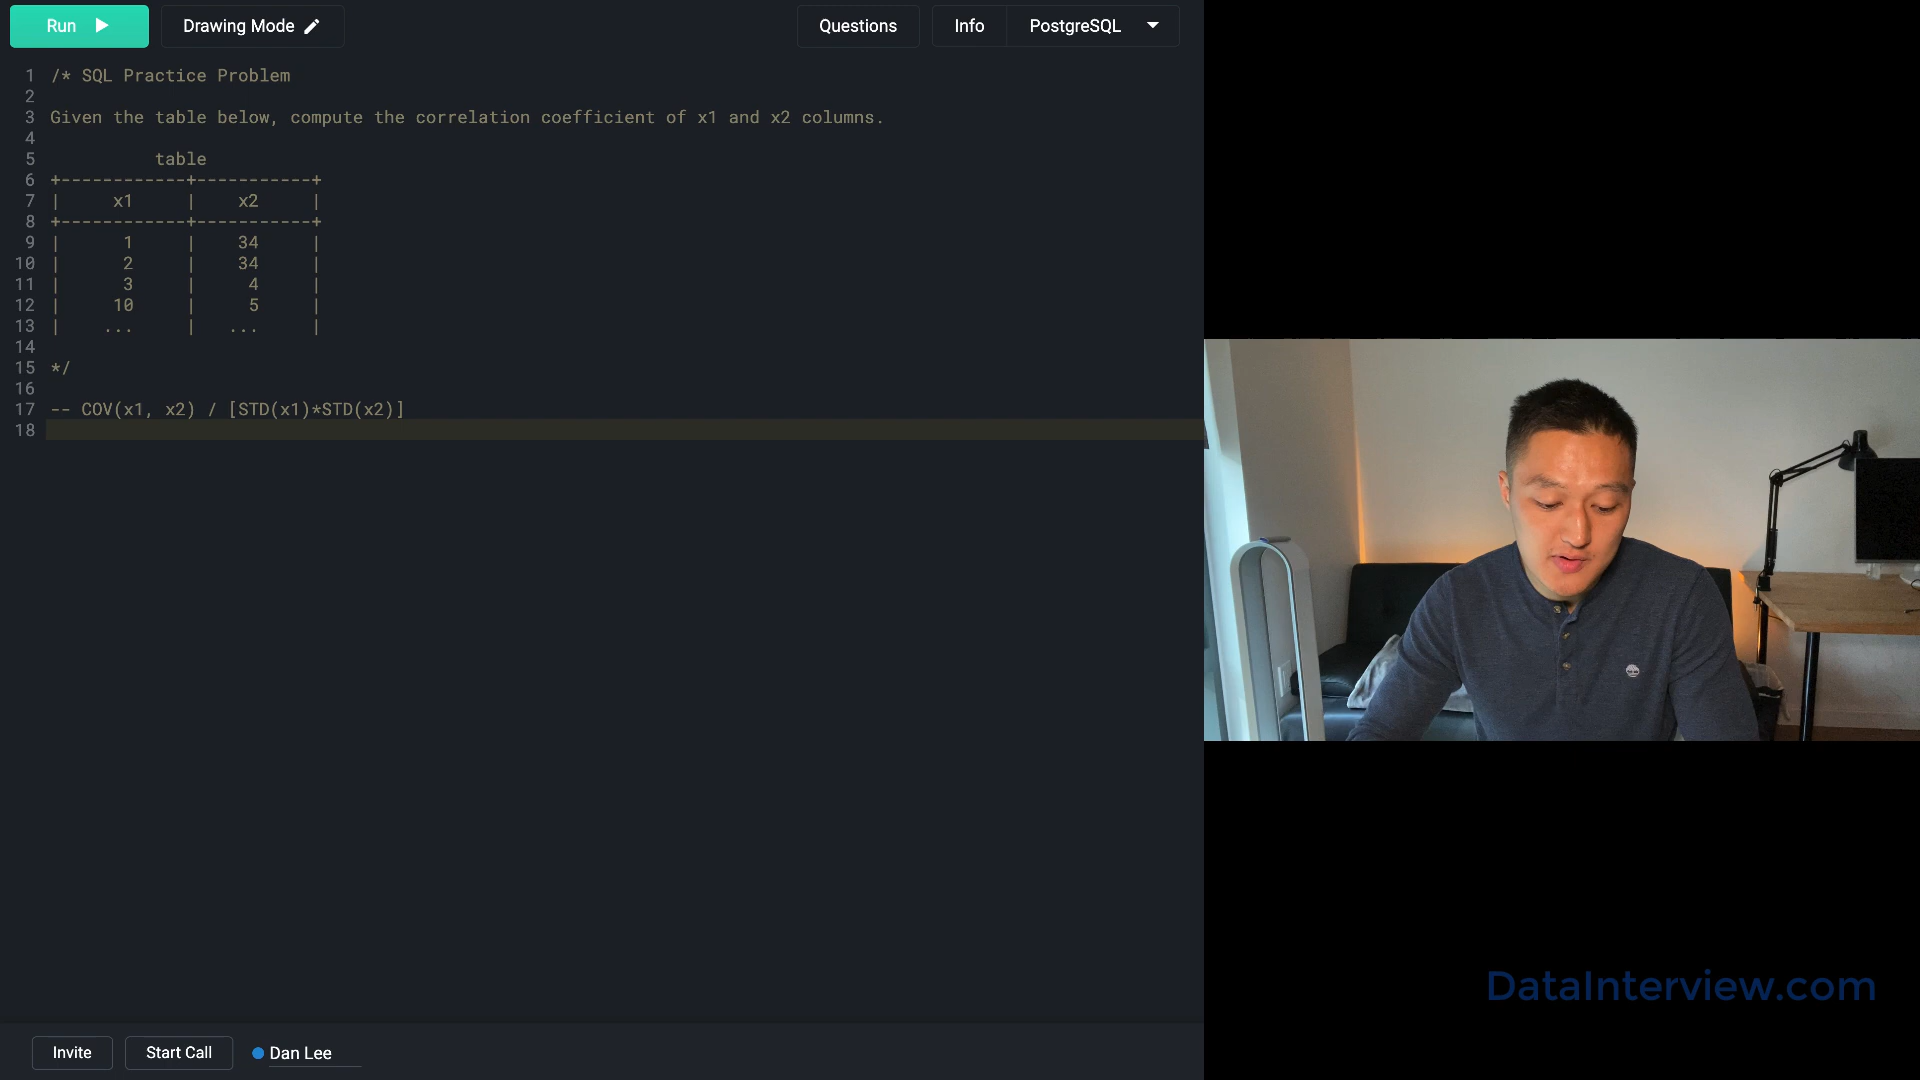 Run
Drawing Mode
Questions
Info
PostgreSQL
1 /* SQL Practice Problem
2
3 Given the table below, compute the correlation coefficient of x1 and x2 columns.
4
5 table
6 +------------+-----------+
7 | x1 | x2 |
8 +------------+-----------+
9 | 1 | 34 |
10 | 2 | 34 |
11 | 3 | 4 |
12 | 10 | 5 |
13 | ... | ... |
14
15 */
16
17 -- COV(x1, x2) / [STD(x1)*STD(x2)]
18
DataInterview.com
Invite
Start Call
Dan Lee